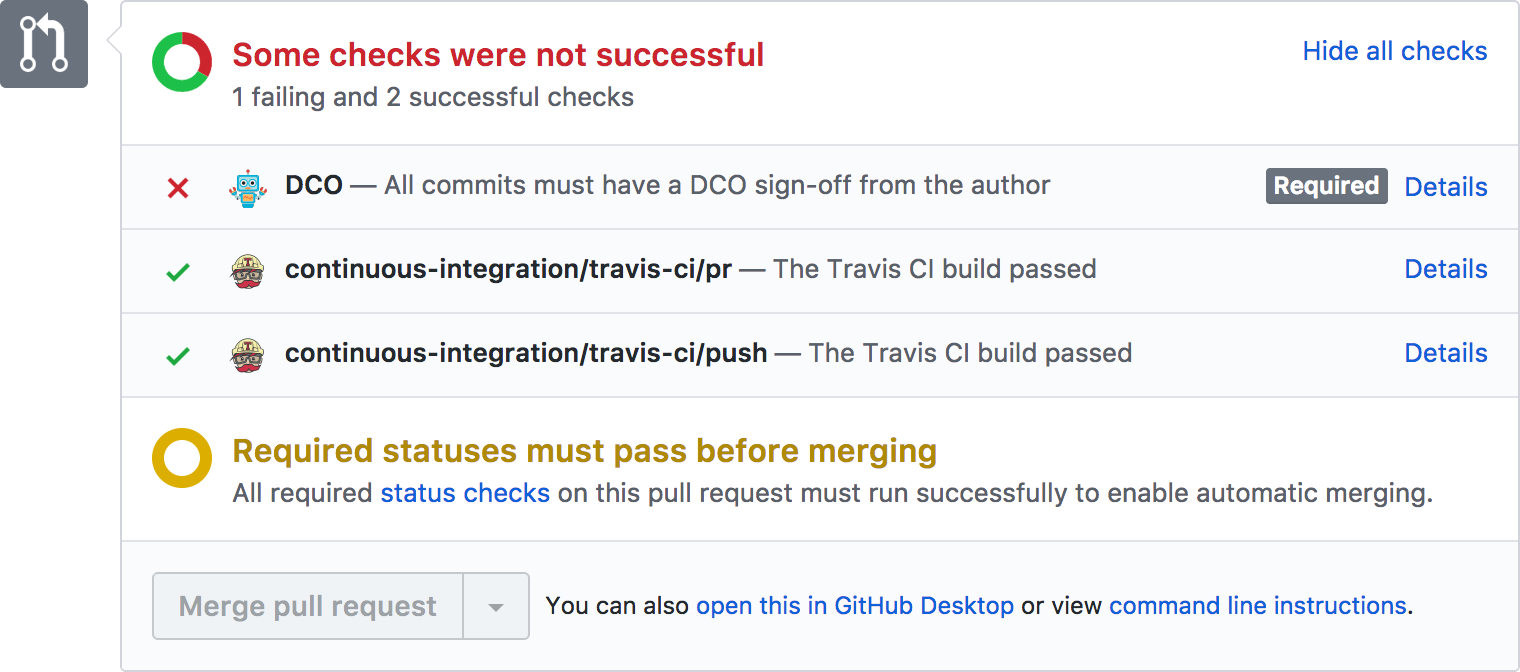 Some checks were not successful
Hide all checks
1 failing and 2 successful checks
DCO — All commits must have a DCO sign-off from the author Required Details
continuous-integration/travis-ci/pr — The Travis CI build passed Details
continuous-integration/travis-ci/push — The Travis CI build passed Details
Required statuses must pass before merging
All required status checks on this pull request must run successfully to enable automatic merging.
Merge pull request You can also open this in GitHub Desktop or view command line instructions.